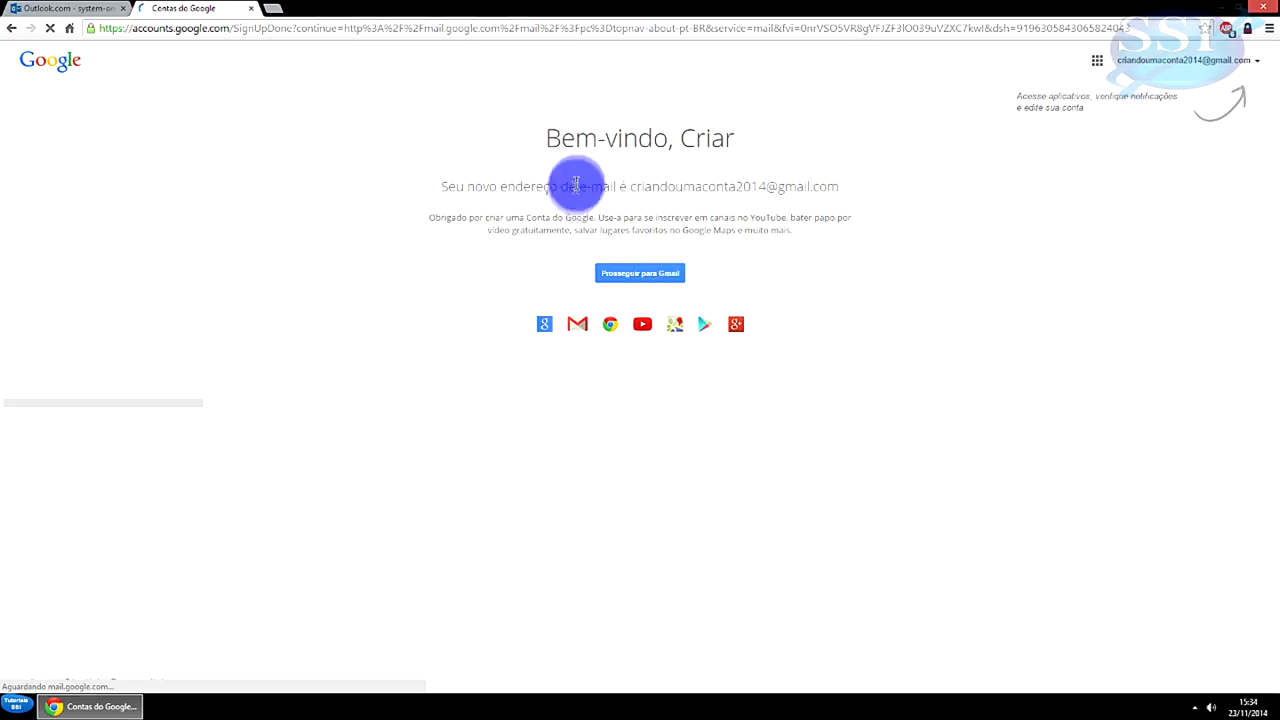 Outlook.com - system-on
Contas do Google
https://accounts.google.com/SignUpDone?continue=http%3A%2F%2Fmail.google.com%2Fmail%2F%3Fpc%3Dtopnav-about-pt-BR&service=mail&fvi=0nrVSO5VR8gVFJZF3lO039uVZXC7kwI&dsh=9196305843065824043
SSI
Google
criandoumaconta2014@gmail.com
Acesse aplicativos, verifique notificações
e edite sua conta
Bem-vindo, Criar
Seu novo endereço de e-mail é criandoumaconta2014@gmail.com
Obrigado por criar uma Conta do Google. Use-a para se inscrever em canais no YouTube, bater papo por
vídeo gratuitamente, salvar lugares favoritos no Google Maps e muito mais.
Prosseguir para Gmail
Aguardando mail.google.com...
Tutoriais
SSI
Contas do Google...
15:34
23/11/2014